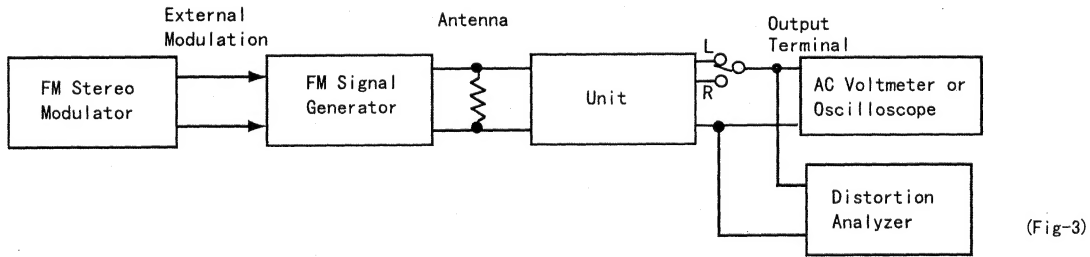 External
Modulation
Antenna
Output
Terminal
FM Stereo
Modulator
FM Signal
Generator
Unit
L
R
AC Voltmeter or
Oscilloscope
Distortion
Analyzer
(Fig-3)